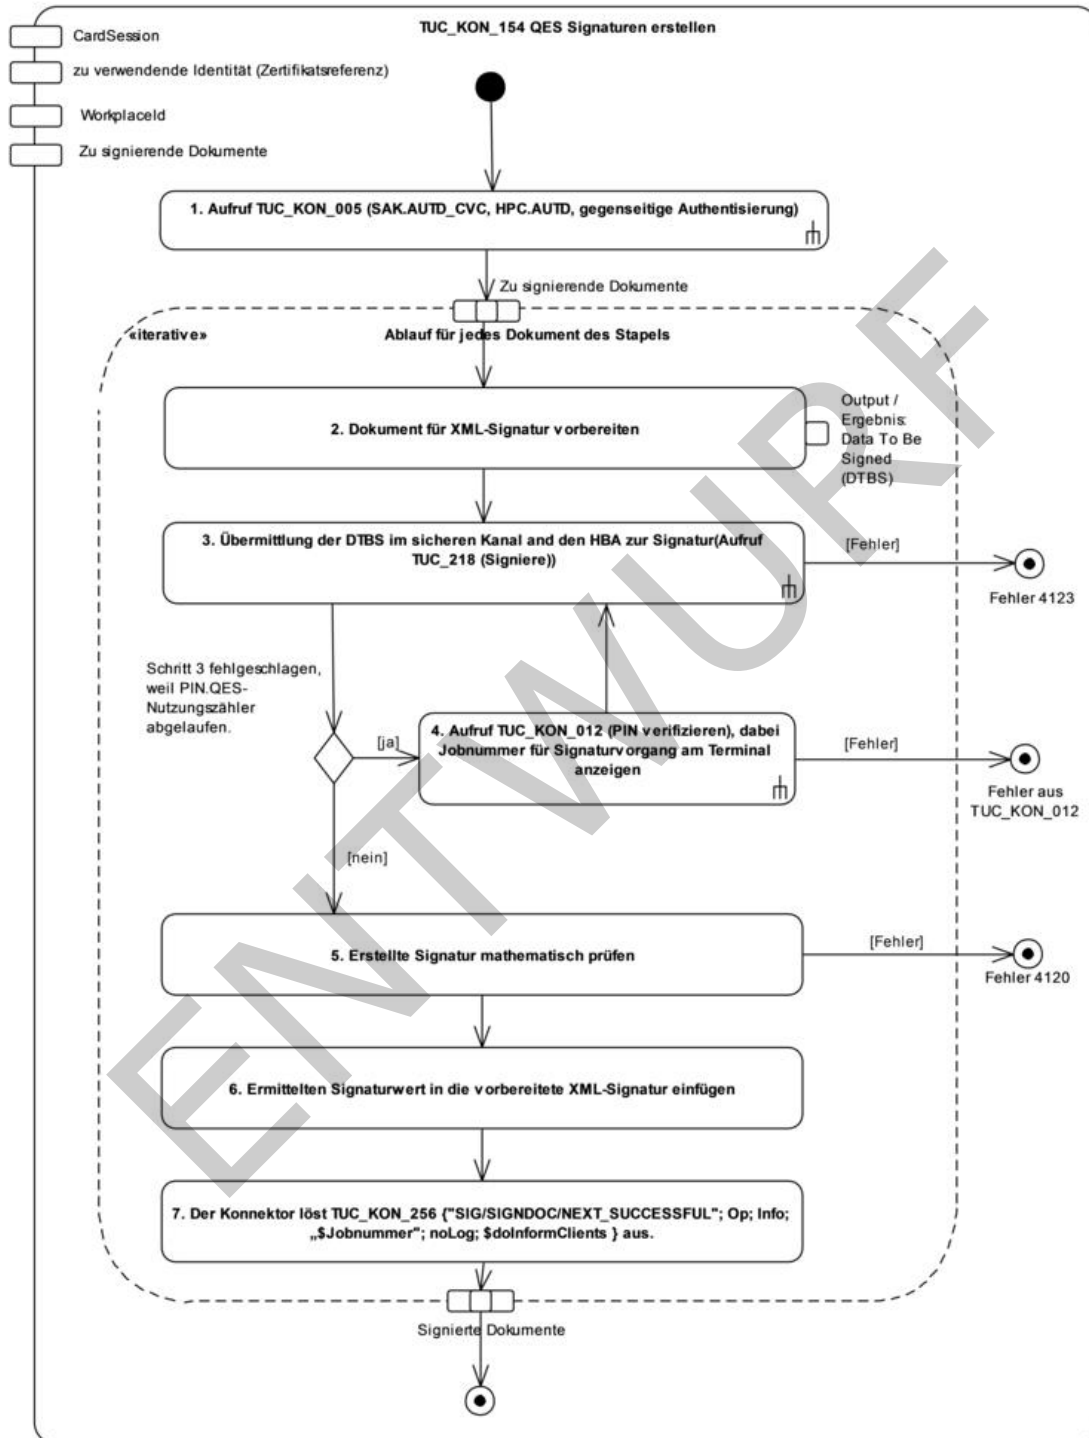 TUC_KON_154 QES Signaturen erstellen
CardSession
zu verwendende Identität (Zertifikatsreferenz)
WorkplaceId
Zu signierende Dokumente
1. Aufruf TUC_KON_005 (SAK.AUTD_CVC, HPC.AUTD, gegenseitige Authentisierung)
Zu signierende Dokumente
«iterative»
Ablauf für jedes Dokument des Stapels
2. Dokument für XML-Signatur vorbereiten
Output /
Ergebnis:
Data To Be
Signed
(DTBS)
3. Übermittlung der DTBS im sicheren Kanal and den HBA zur Signatur(Aufruf
TUC_218 (Signiere))
[Fehler]
Fehler 4123
Schritt 3 fehlgeschlagen,
weil PIN.QES-
Nutzungszähler
abgelaufen.
[ja]
4. Aufruf TUC_KON_012 (PIN verifizieren), dabei
Jobnummer für Signaturvorgang am Terminal
anzeigen
[Fehler]
Fehler aus
TUC_KON_012
[nein]
5. Erstellte Signatur mathematisch prüfen
[Fehler]
Fehler 4120
6. Ermittelten Signaturwert in die vorbereitete XML-Signatur einfügen
7. Der Konnektor löst TUC_KON_256 {"SIG/SIGNDOC/NEXT_SUCCESSFUL"; Op; Info;
„$Jobnummer"; noLog; $doInformClients } aus.
Signierte Dokumente
ENTWURF